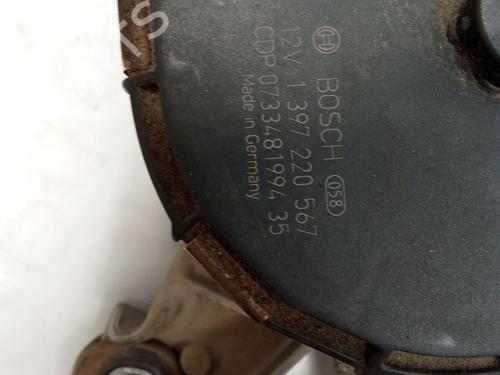 BOSCH 058
12V 1 397 220 567
CDP 0733481994 35
Made in Germany